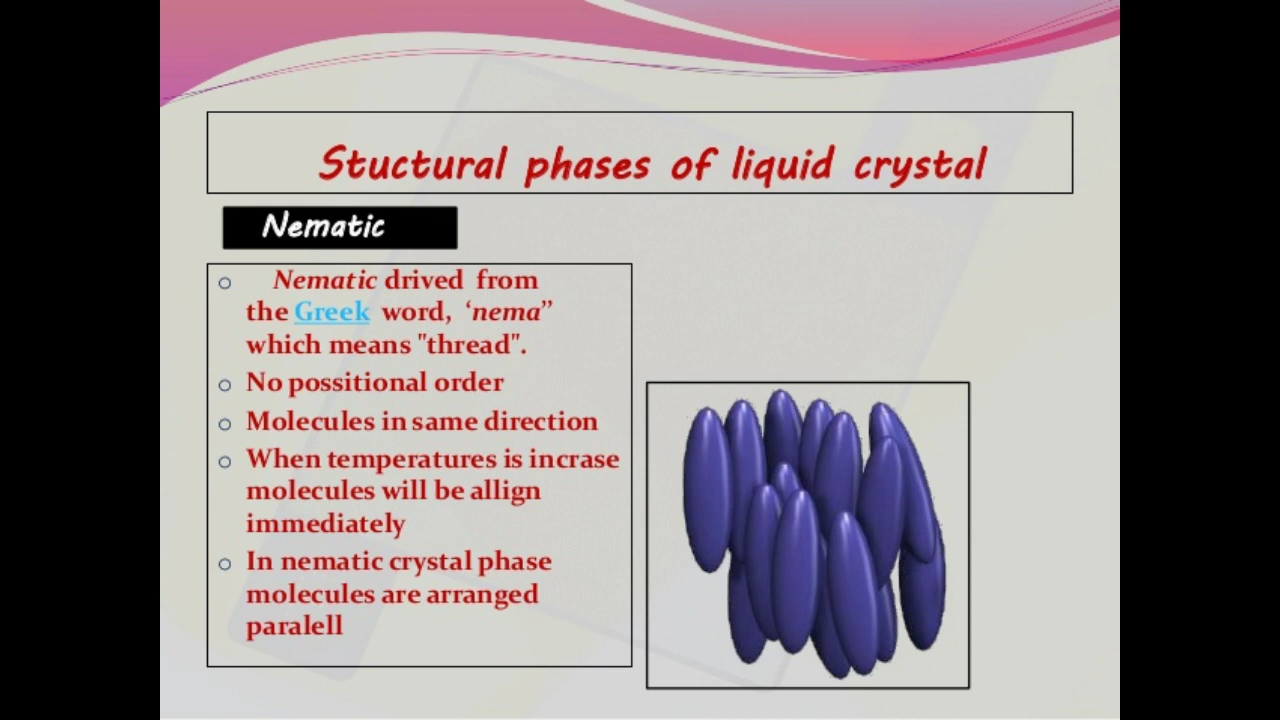 Stuctural phases of liquid crystal
Nematic
Nematic drived from
the Greek word, ‘nema’’
which means "thread".
No possitional order
Molecules in same direction
When temperatures is incrase
molecules will be allign
immediately
In nematic crystal phase
molecules are arranged
paralell